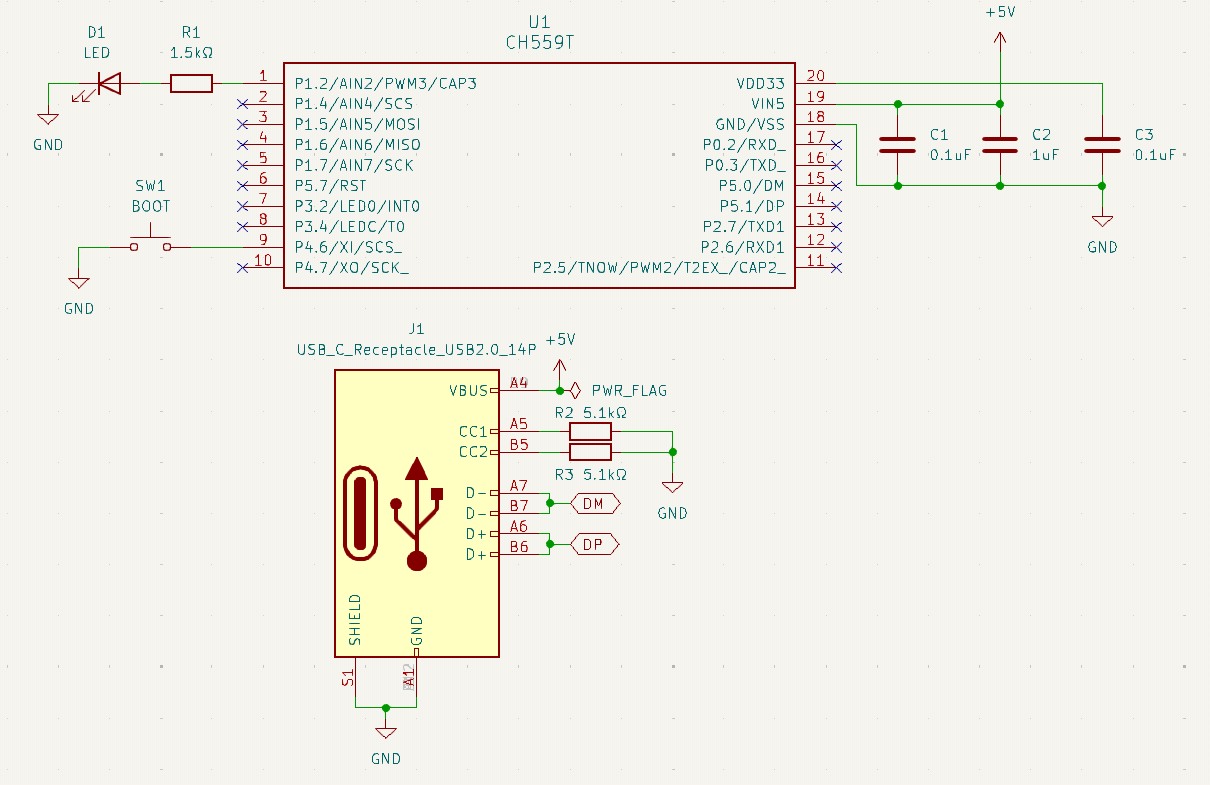 +5V
D1
LED
R1
1.5kΩ
U1
CH559T
1
P1.2/AIN2/PWM3/CAP3
2
P1.4/AIN4/SCS
3
P1.5/AIN5/MOSI
4
P1.6/AIN6/MISO
5
P1.7/AIN7/SCK
6
P5.7/RST
7
P3.2/LED0/INT0
8
P3.4/LEDC/T0
9
P4.6/XI/SCS_
10
P4.7/XO/SCK_
VDD33
20
VIN5
19
GND/VSS
18
P0.2/RXD_
17
P0.3/TXD_
16
P5.0/DM
15
P5.1/DP
14
P2.7/TXD1
13
P2.6/RXD1
12
P2.5/TNOW/PWM2/T2EX_/CAP2_
11
GND
SW1
BOOT
GND
C1
0.1uF
C2
1uF
C3
0.1uF
GND
J1
USB_C_Receptacle_USB2.0_14P
+5V
VBUS
A4
PWR_FLAG
R2 5.1kΩ
CC1
A5
CC2
B5
R3 5.1kΩ
GND
D-
A7
D-
B7
DM
D+
A6
D+
B6
DP
SHIELD
GND
S1
A1
GND